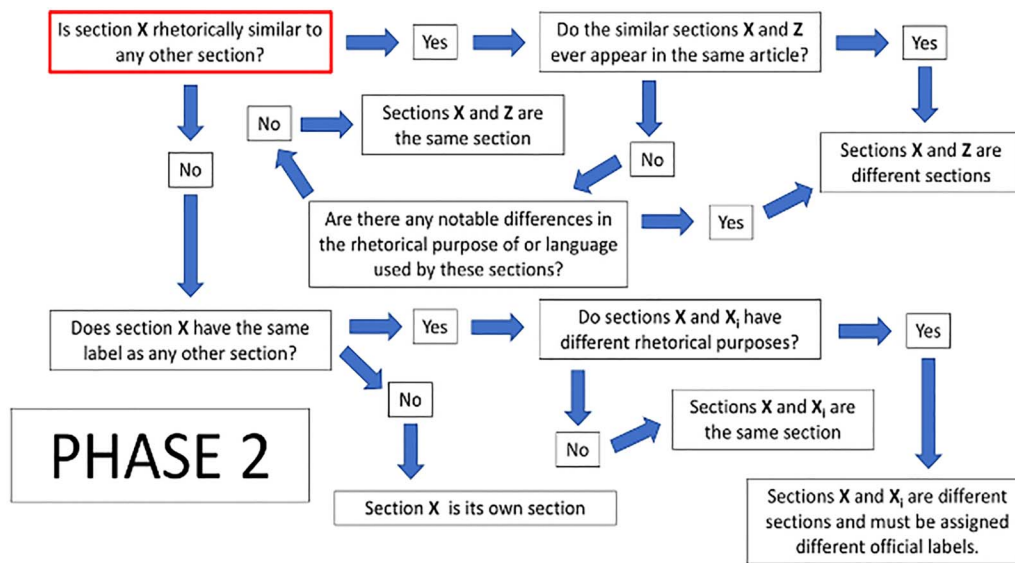 Is section X rhetorically similar to
any other section?
Yes
Do the similar sections X and Z
ever appear in the same article?
Yes
No
No
Sections X and Z are
the same section
No
Sections X and Z are
different sections
Are there any notable differences in
the rhetorical purpose of or language
used by these sections?
Yes
Does section X have the same
label as any other section?
Yes
Do sections X and Xi have
different rhetorical purposes?
Yes
No
No
Sections X and Xi are
the same section
PHASE 2
Section X is its own section
Sections X and Xi are different
sections and must be assigned
different official labels.